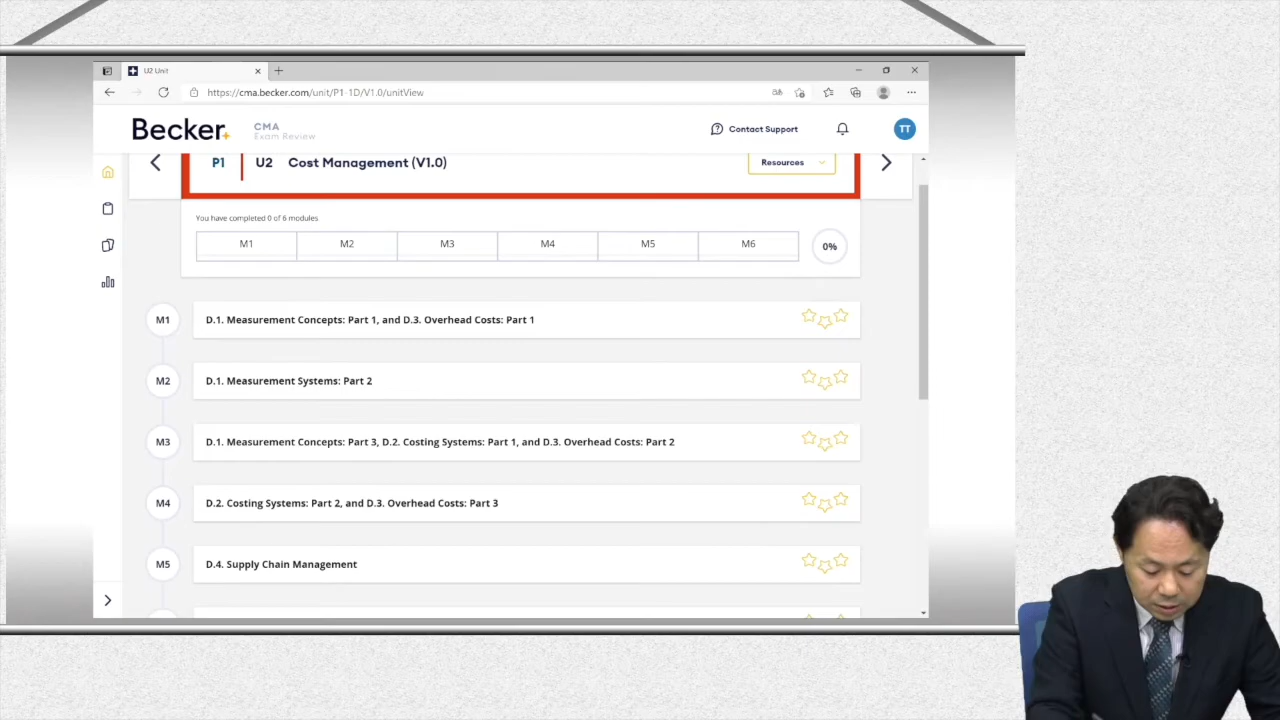 U2 Unit
https://cma.becker.com/unit/P1-1D/V1.0/unitView
Becker
CMA
Exam Review
Contact Support
TT
P1 U2 Cost Management (V1.0)
Resources
You have completed 0 of 6 modules
M1 M2 M3 M4 M5 M6 0%
M1 D.1. Measurement Concepts: Part 1, and D.3. Overhead Costs: Part 1
M2 D.1. Measurement Systems: Part 2
M3 D.1. Measurement Concepts: Part 3, D.2. Costing Systems: Part 1, and D.3. Overhead Costs: Part 2
M4 D.2. Costing Systems: Part 2, and D.3. Overhead Costs: Part 3
M5 D.4. Supply Chain Management